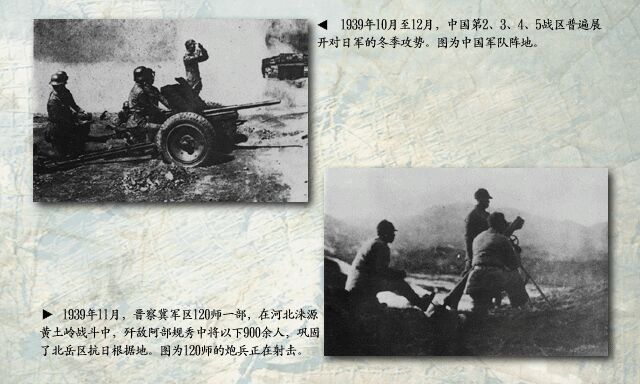 ◀ 1939年10月至12月，中国第2、3、4、5战区普遍展
开对日军的冬季攻势。图为中国军队阵地。
▶ 1939年11月，晋察冀军区120师一部，在河北涞源
黄土岭战斗中，歼敌阿部规秀中将以下900余人，巩固
了北岳区抗日根据地。图为120师的炮兵正在射击。